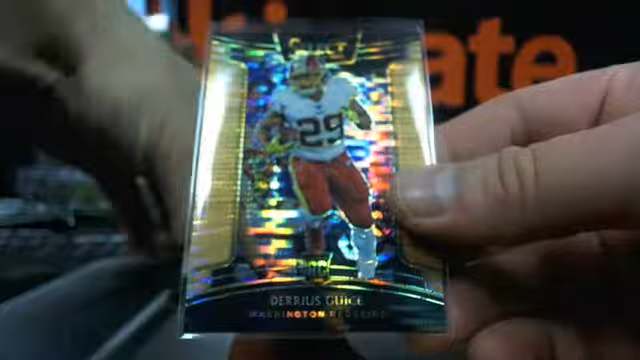 ate
SELECT
29
DERRIUS GUICE
WASHINGTON REDSKINS